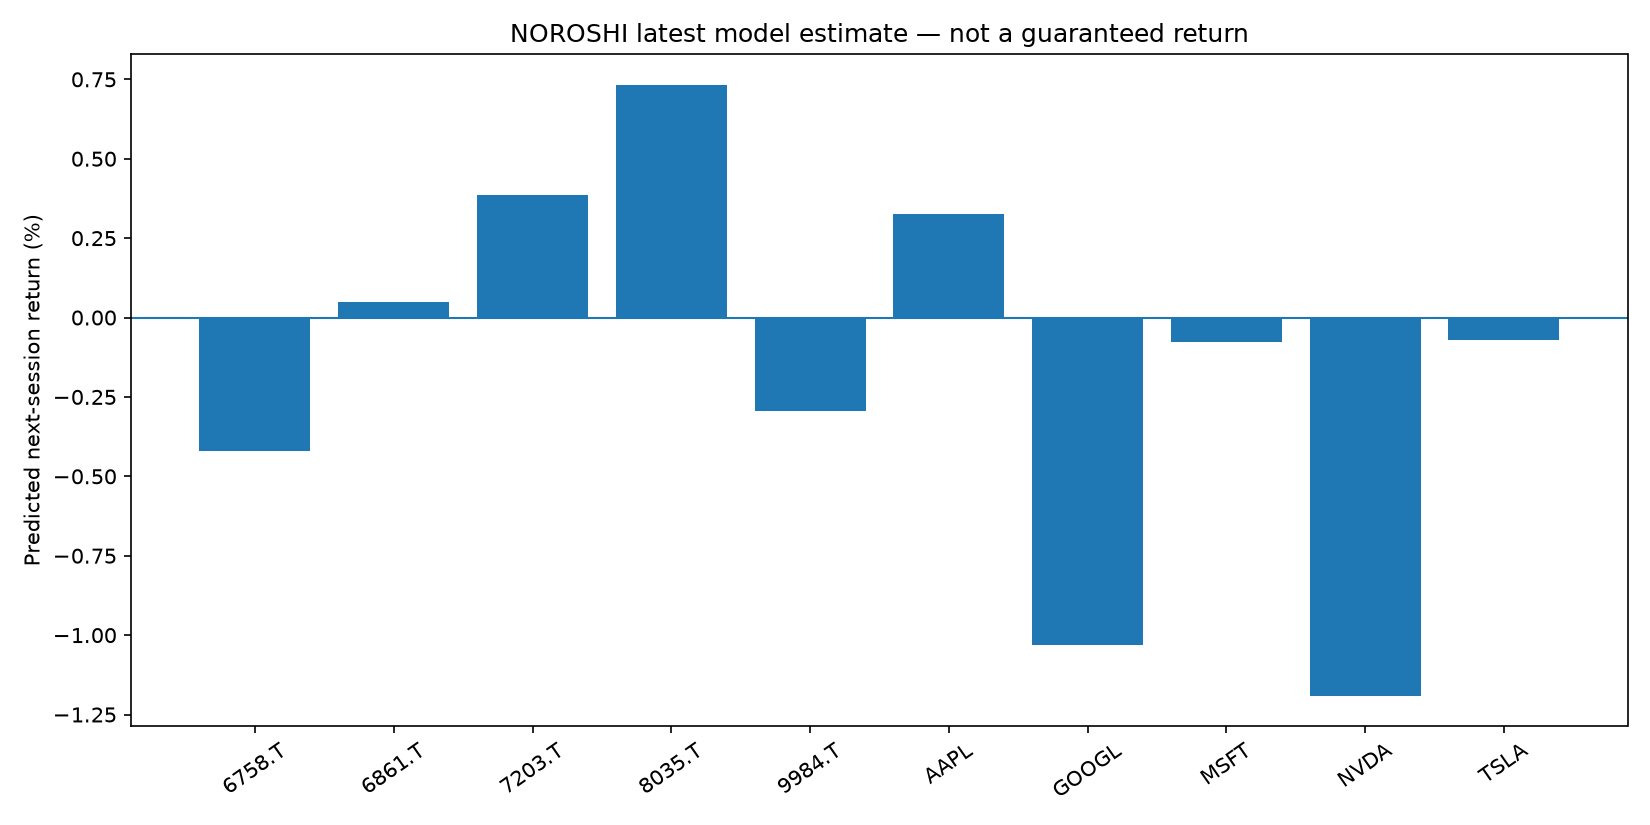 NOROSHI latest model estimate — not a guaranteed return
Predicted next-session return (%)
0.75
0.50
0.25
0.00
−0.25
−0.50
−0.75
−1.00
−1.25
6758.T
6861.T
7203.T
8035.T
9984.T
AAPL
GOOGL
MSFT
NVDA
TSLA